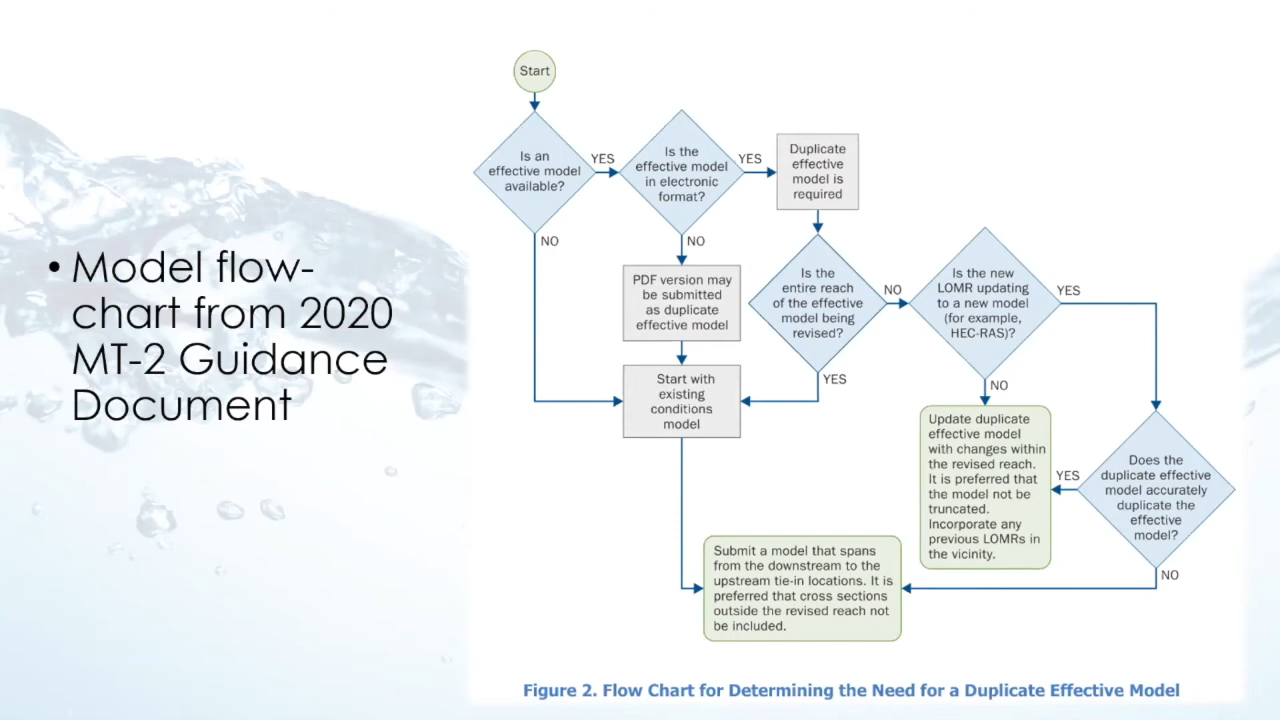 • Model flow-
chart from 2020
MT-2 Guidance
Document
Start
Is an
effective model
available?
YES
NO
Is the
effective model
in electronic
format?
YES
NO
Duplicate
effective
model is
required
PDF version may
be submitted
as duplicate
effective model
Is the
entire reach
of the effective
model being
revised?
NO
YES
Is the new
LOMR updating
to a new model
(for example,
HEC-RAS)?
YES
NO
Start with
existing
conditions
model
Update duplicate
effective model
with changes within
the revised reach.
It is preferred that
the model not be
truncated.
Incorporate any
previous LOMRs in
the vicinity.
Does the
duplicate effective
model accurately
duplicate the
effective
model?
YES
NO
Submit a model that spans
from the downstream to the
upstream tie-in locations. It is
preferred that cross sections
outside the revised reach not
be included.
Figure 2. Flow Chart for Determining the Need for a Duplicate Effective Model